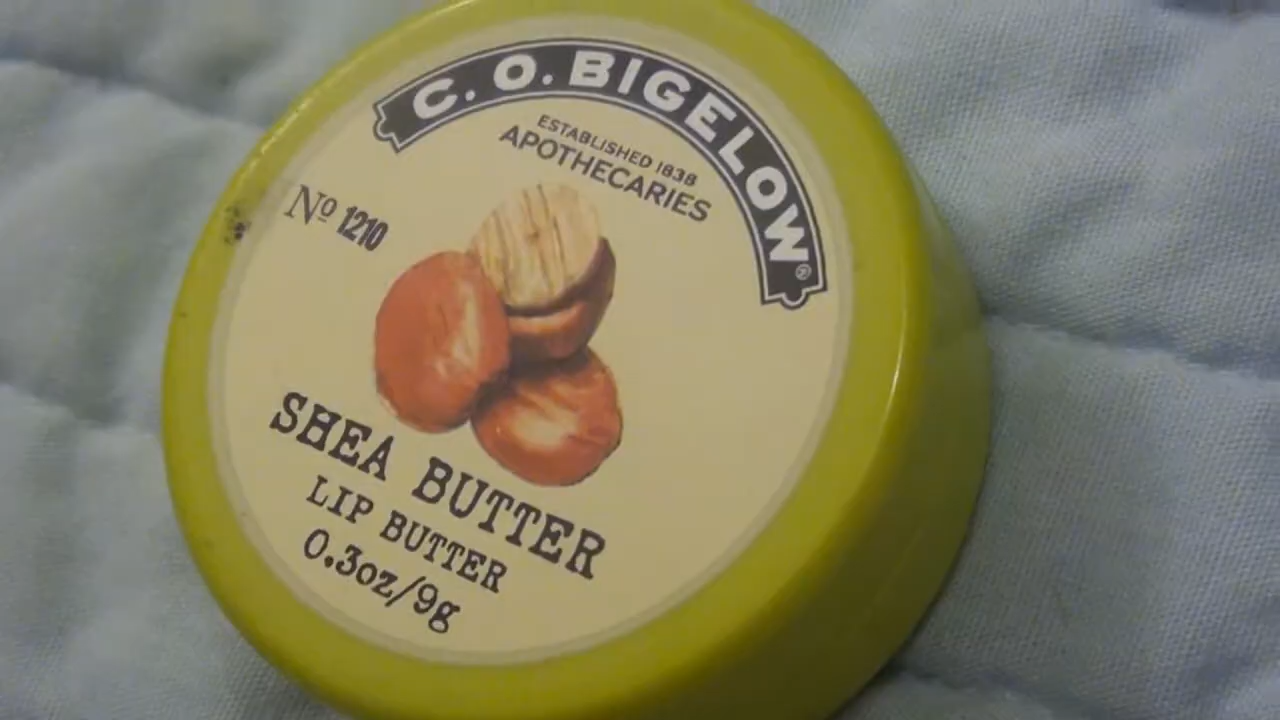 C. O. BIGELOW®
ESTABLISHED 1838
APOTHECARIES
Nº 1210
SHEA BUTTER
LIP BUTTER
0.3oz/9g